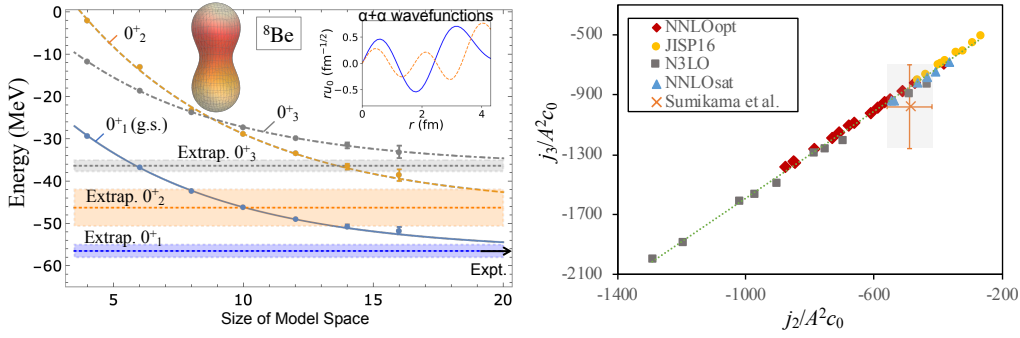 0
−10
−20
−30
−40
−50
−60
Energy (MeV)
5
10
15
20
Size of Model Space
0⁺₂
⁸Be
0⁺₃
0⁺₁ (g.s.)
Extrap. 0⁺₃
Extrap. 0⁺₂
Extrap. 0⁺₁
Expt.
α+α wavefunctions
ru₀ (fm⁻¹ᐟ²)
0.5
0.0
−0.5
0
1
2
3
4
r (fm)
NNLOopt
JISP16
N3LO
NNLOsat
Sumikama et al.
-500
-900
-1300
-1700
-2100
j₃/A²c₀
-1400
-1000
-600
-200
j₂/A²c₀